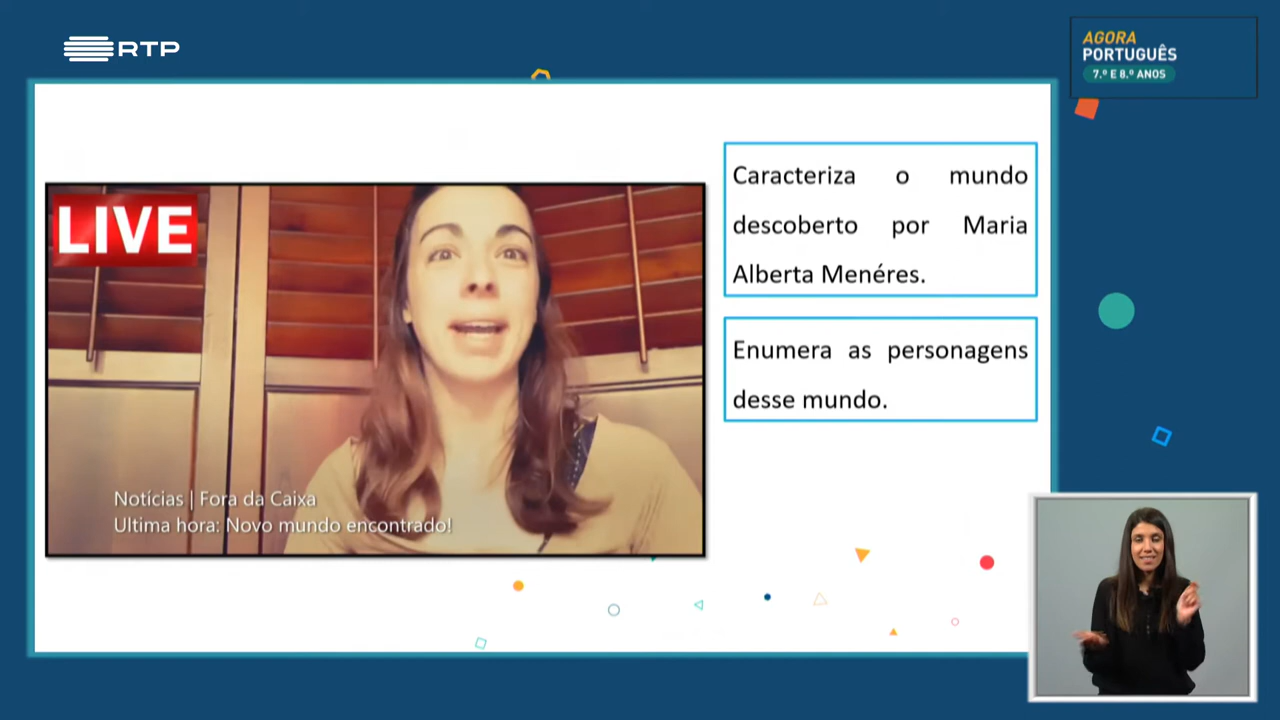 RTP
AGORA
PORTUGUÊS
7.º E 8.º ANOS
LIVE
Notícias | Fora da Caixa
Ultima hora: Novo mundo encontrado!
Caracteriza o mundo
descoberto por Maria
Alberta Menéres.
Enumera as personagens
desse mundo.